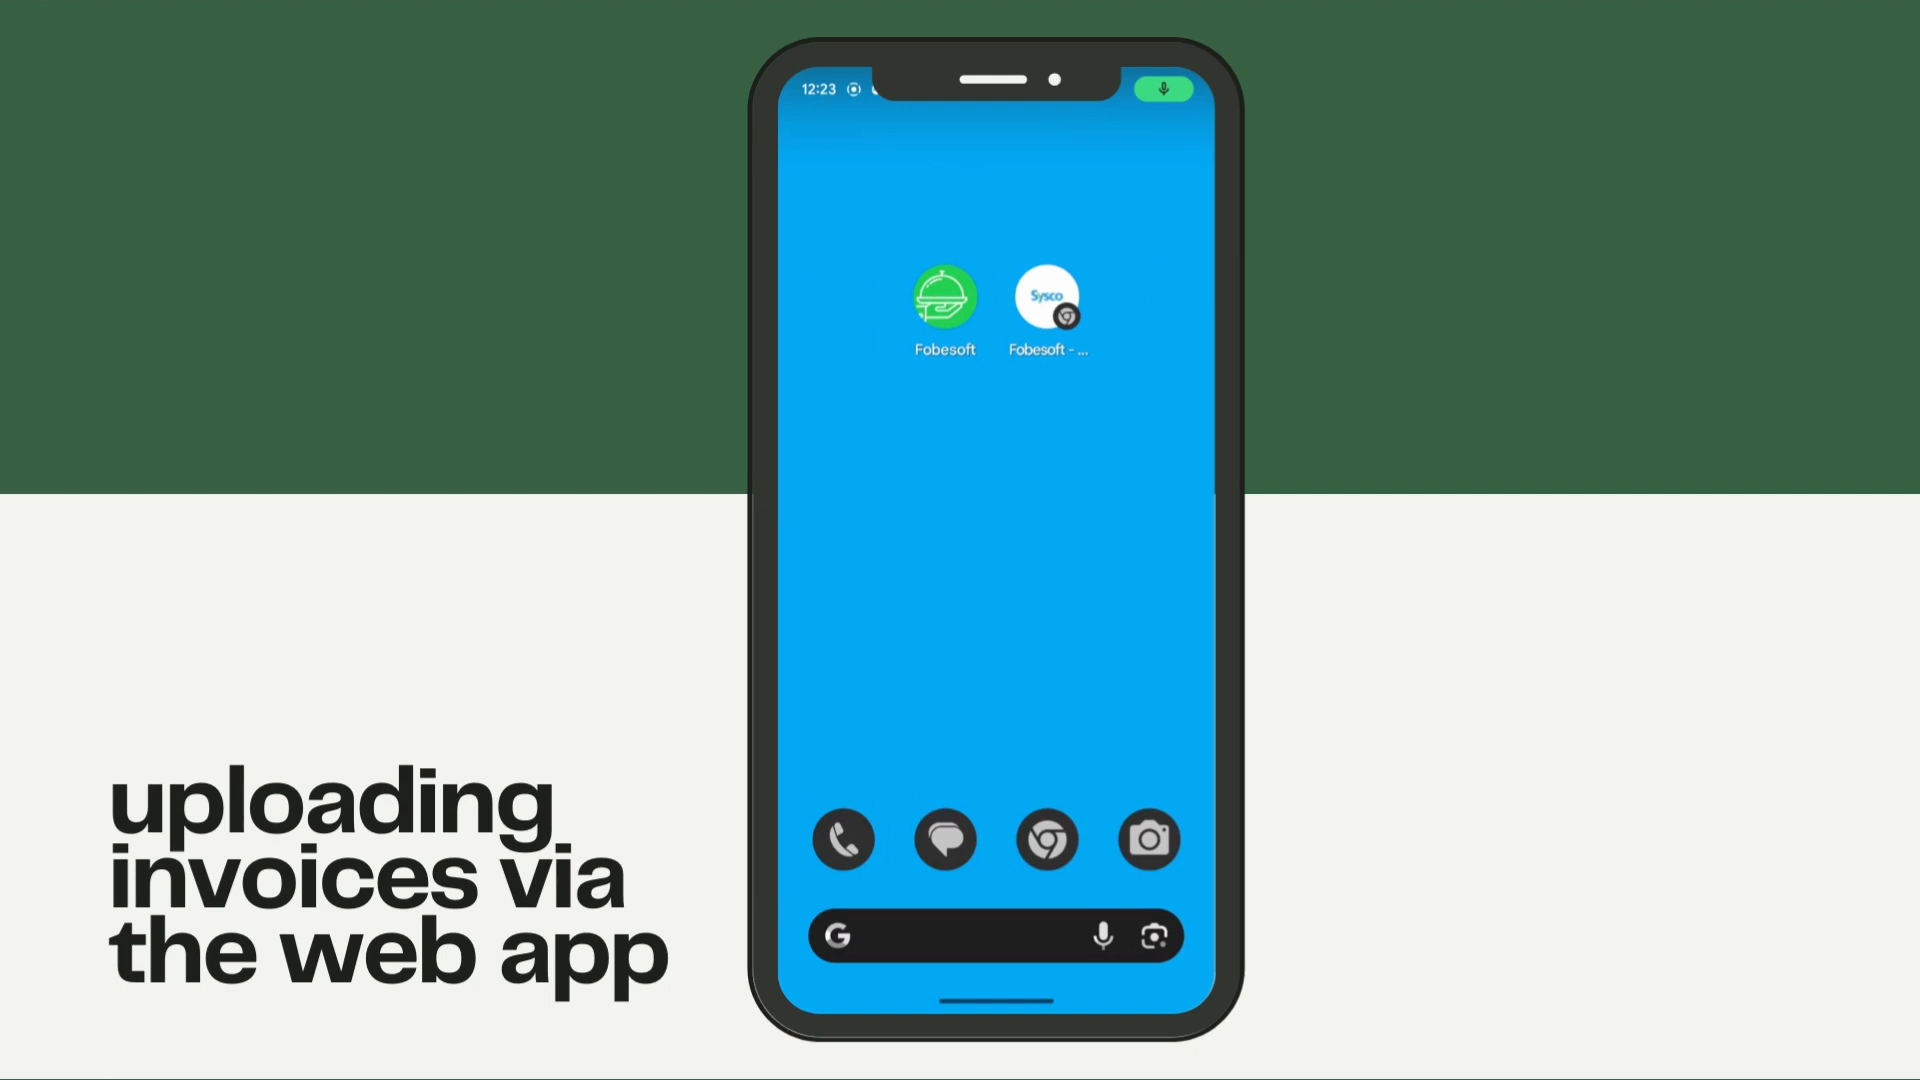 12:23
Sysco
Fobesoft
Fobesoft - ...
G
uploading
invoices via
the web app